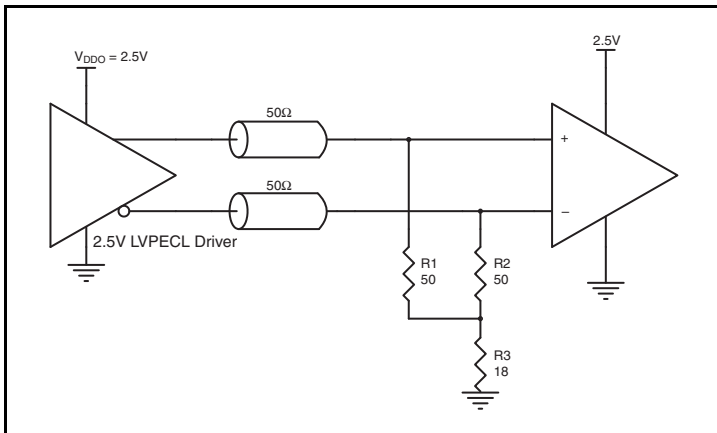 V_DDO = 2.5V
2.5V
50Ω
+
50Ω
–
2.5V LVPECL Driver
R1
50
R2
50
R3
18